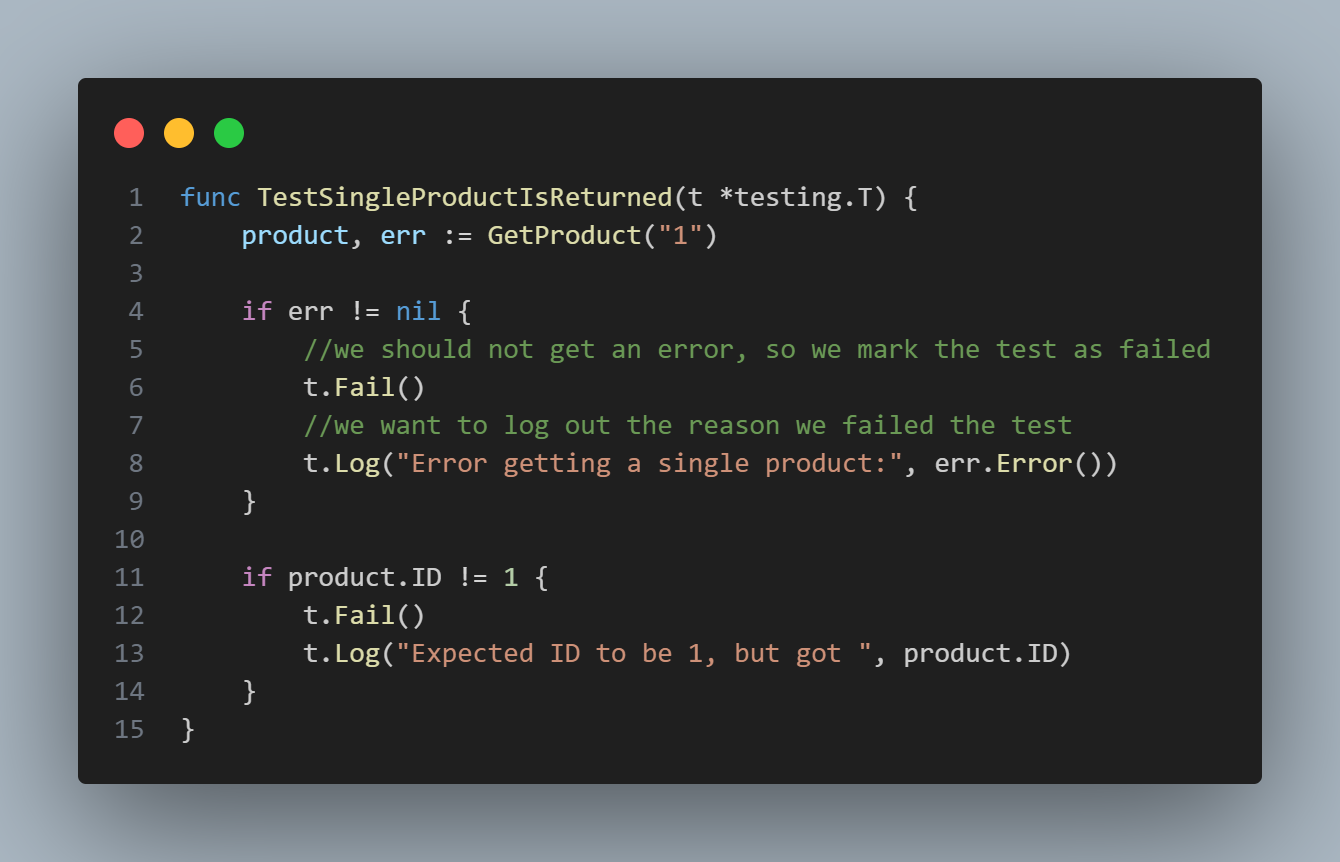 1 func TestSingleProductIsReturned(t *testing.T) {
2     product, err := GetProduct("1")
3
4     if err != nil {
5         //we should not get an error, so we mark the test as failed
6         t.Fail()
7         //we want to log out the reason we failed the test
8         t.Log("Error getting a single product:", err.Error())
9     }
10
11     if product.ID != 1 {
12         t.Fail()
13         t.Log("Expected ID to be 1, but got ", product.ID)
14     }
15 }